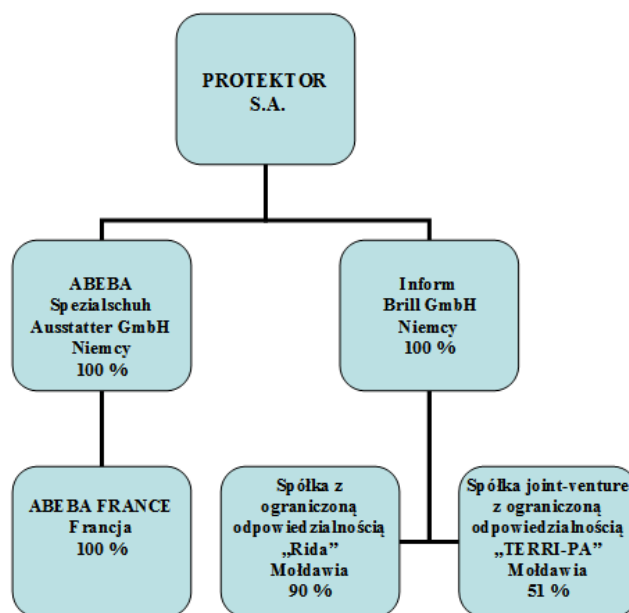 PROTEKTOR
S.A.
ABEBA
Spezialschuh
Ausstatter GmbH
Niemcy
100 %
Inform
Brill GmbH
Niemcy
100 %
ABEBA FRANCE
Francja
100 %
Spółka z
ograniczoną
odpowiedzialnością
„Rida”
Mołdawia
90 %
Spółka joint-venture
z ograniczoną
odpowiedzialnością
„TERRI-PA”
Mołdawia
51 %